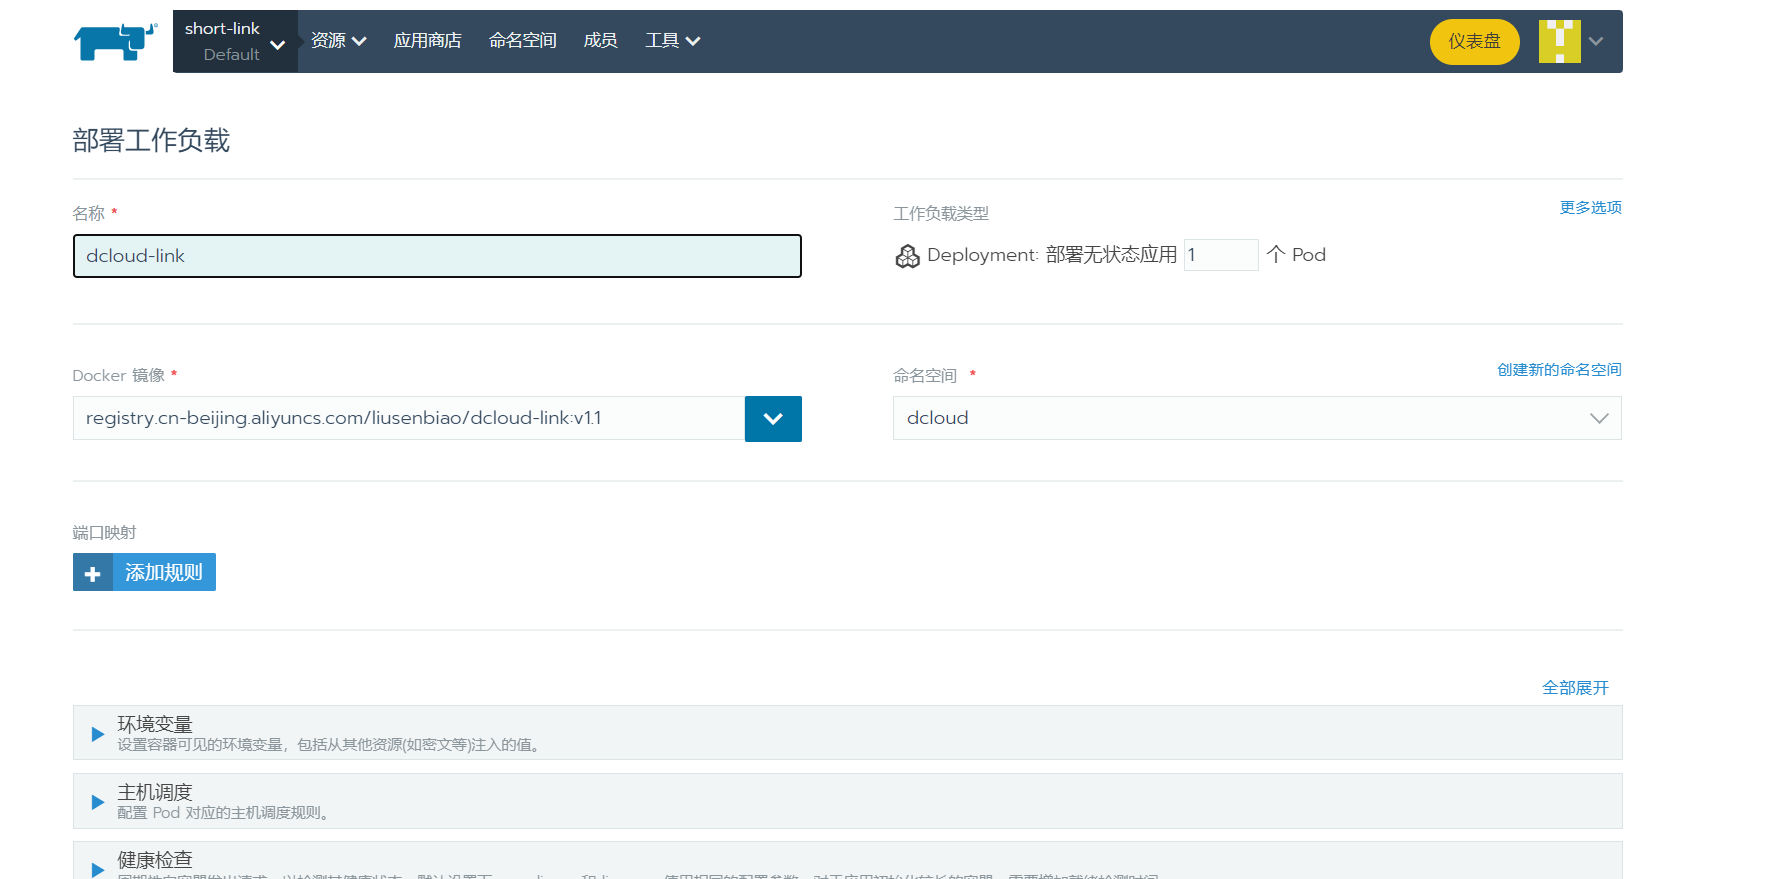 short-link
Default
资源
应用商店
命名空间
成员
工具
仪表盘
部署工作负载
名称 *
工作负载类型
更多选项
dcloud-link
Deployment: 部署无状态应用 1 个 Pod
Docker 镜像 *
命名空间 *
创建新的命名空间
registry.cn-beijing.aliyuncs.com/liusenbiao/dcloud-link:v1.1
dcloud
端口映射
添加规则
全部展开
环境变量
设置容器可见的环境变量，包括从其他资源(如密文等)注入的值。
主机调度
配置 Pod 对应的主机调度规则。
健康检查